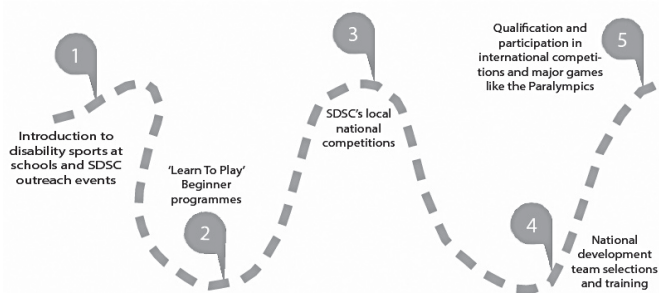 1
Introduction to
disability sports at
schools and SDSC
outreach events
2
‘Learn To Play’
Beginner
programmes
3
SDSC’s local
national
competitions
4
National
development
team selections
and training
5
Qualification and
participation in
international competi-
tions and major games
like the Paralympics